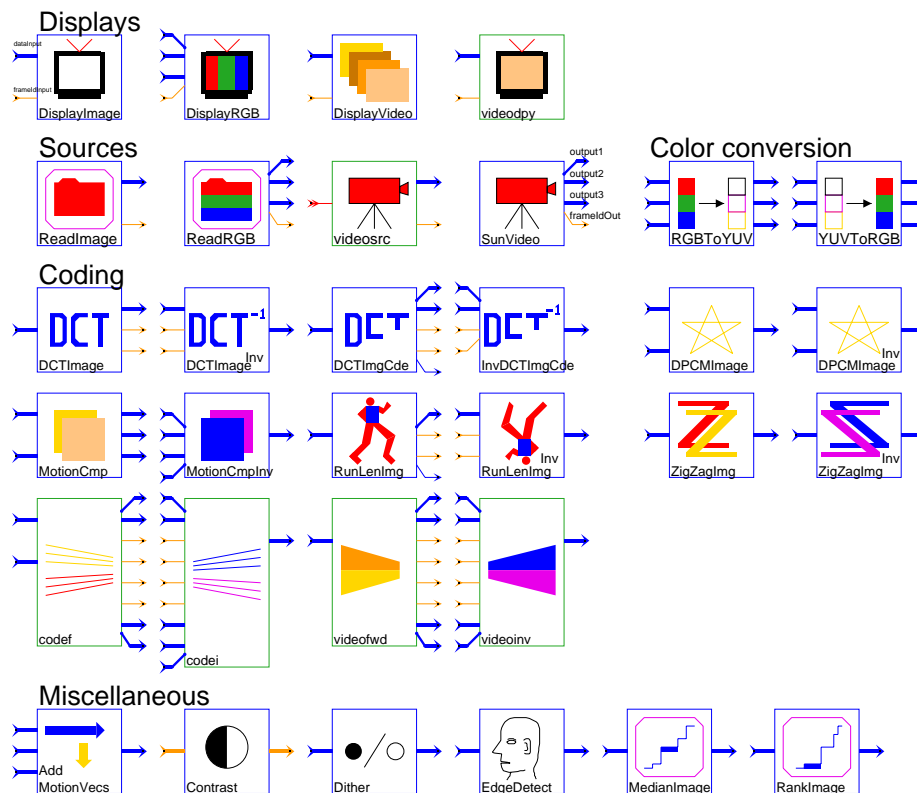 Displays
dataInput
frameIdInput
DisplayImage
DisplayRGB
DisplayVideo
videodpy
Sources
Color conversion
output1
output2
output3
frameIdOut
ReadImage
ReadRGB
videosrc
SunVideo
RGBToYUV
YUVToRGB
Coding
DCT
DCT-1
DCT
DCT-1
Inv
Inv
DCTImage
DCTImage
DCTImgCde
InvDCTImgCde
DPCMImage
DPCMImage
Inv
Inv
MotionCmp
MotionCmpInv
RunLenImg
RunLenImg
ZigZagImg
ZigZagImg
codef
codei
videofwd
videoinv
Miscellaneous
Add
MotionVecs
Contrast
Dither
EdgeDetect
MedianImage
RankImage